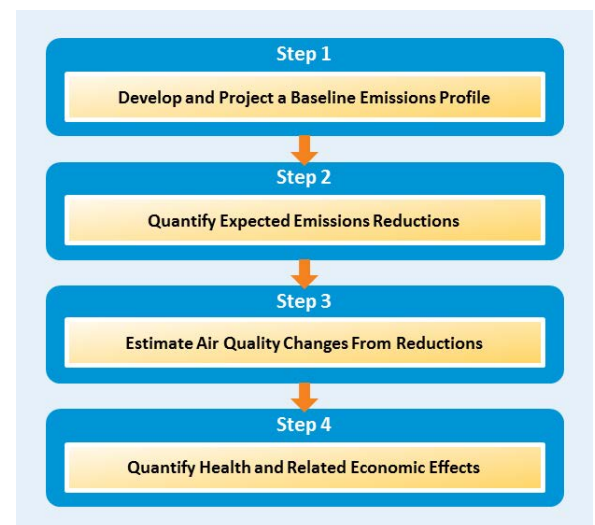 Step 1
Develop and Project a Baseline Emissions Profile
Step 2
Quantify Expected Emissions Reductions
Step 3
Estimate Air Quality Changes From Reductions
Step 4
Quantify Health and Related Economic Effects